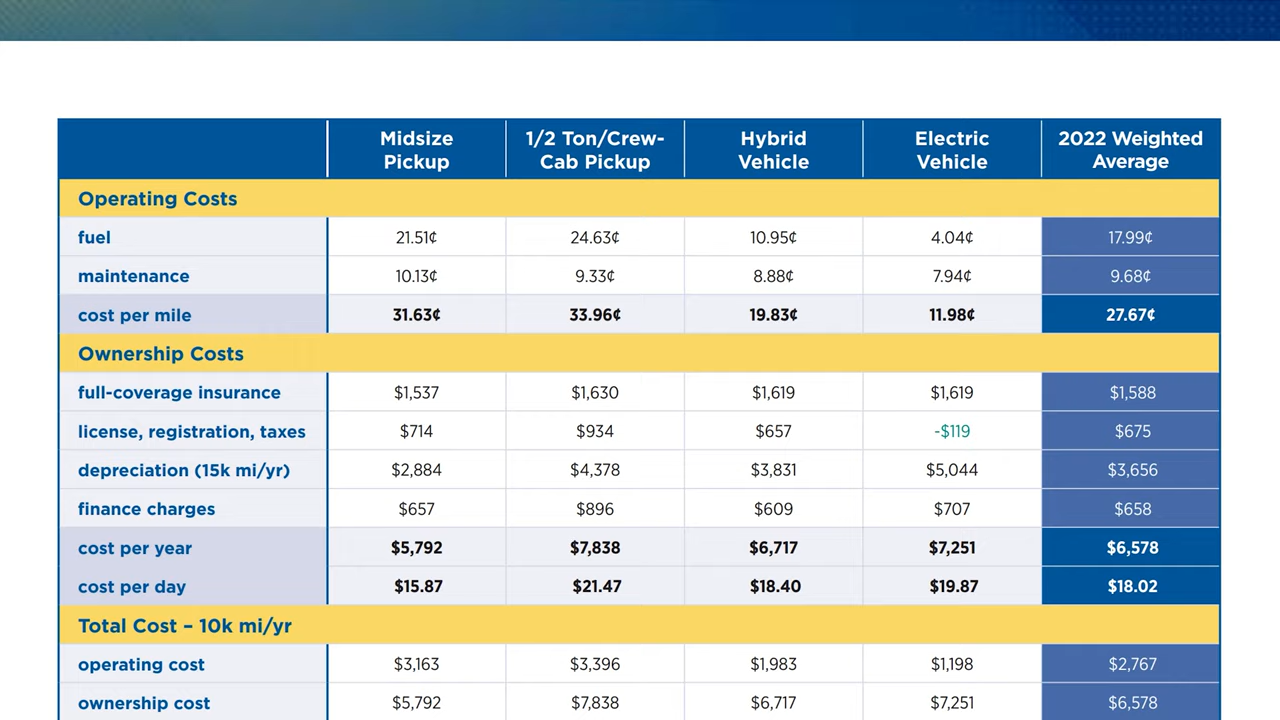 Midsize Pickup 1/2 Ton/Crew-Cab Pickup Hybrid Vehicle Electric Vehicle 2022 Weighted Average
Operating Costs
fuel 21.51¢ 24.63¢ 10.95¢ 4.04¢ 17.99¢
maintenance 10.13¢ 9.33¢ 8.88¢ 7.94¢ 9.68¢
cost per mile 31.63¢ 33.96¢ 19.83¢ 11.98¢ 27.67¢
Ownership Costs
full-coverage insurance $1,537 $1,630 $1,619 $1,619 $1,588
license, registration, taxes $714 $934 $657 -$119 $675
depreciation (15k mi/yr) $2,884 $4,378 $3,831 $5,044 $3,656
finance charges $657 $896 $609 $707 $658
cost per year $5,792 $7,838 $6,717 $7,251 $6,578
cost per day $15.87 $21.47 $18.40 $19.87 $18.02
Total Cost – 10k mi/yr
operating cost $3,163 $3,396 $1,983 $1,198 $2,767
ownership cost $5,792 $7,838 $6,717 $7,251 $6,578